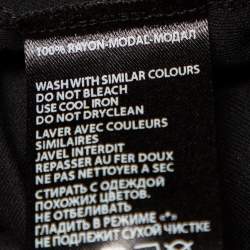 100% RAYON-MODAL-МОДАЛ
WASH WITH SIMILAR COLOURS
DO NOT BLEACH
USE COOL IRON
DO NOT DRYCLEAN
LAVER AVEC COULEURS
SIMILAIRES
JAVEL INTERDIT
REPASSER AU FER DOUX
NE PAS NETTOYER A SEC
СТИРАТЬ С ОДЕЖДОЙ
ПОХОЖИХ ЦВЕТОВ.
НЕ ОТБЕЛИВАТЬ
ГЛАДИТЬ В РЕЖИМЕ «*»
НЕ ПОДЛЕЖИТ СУХОЙ ЧИСТКЕ